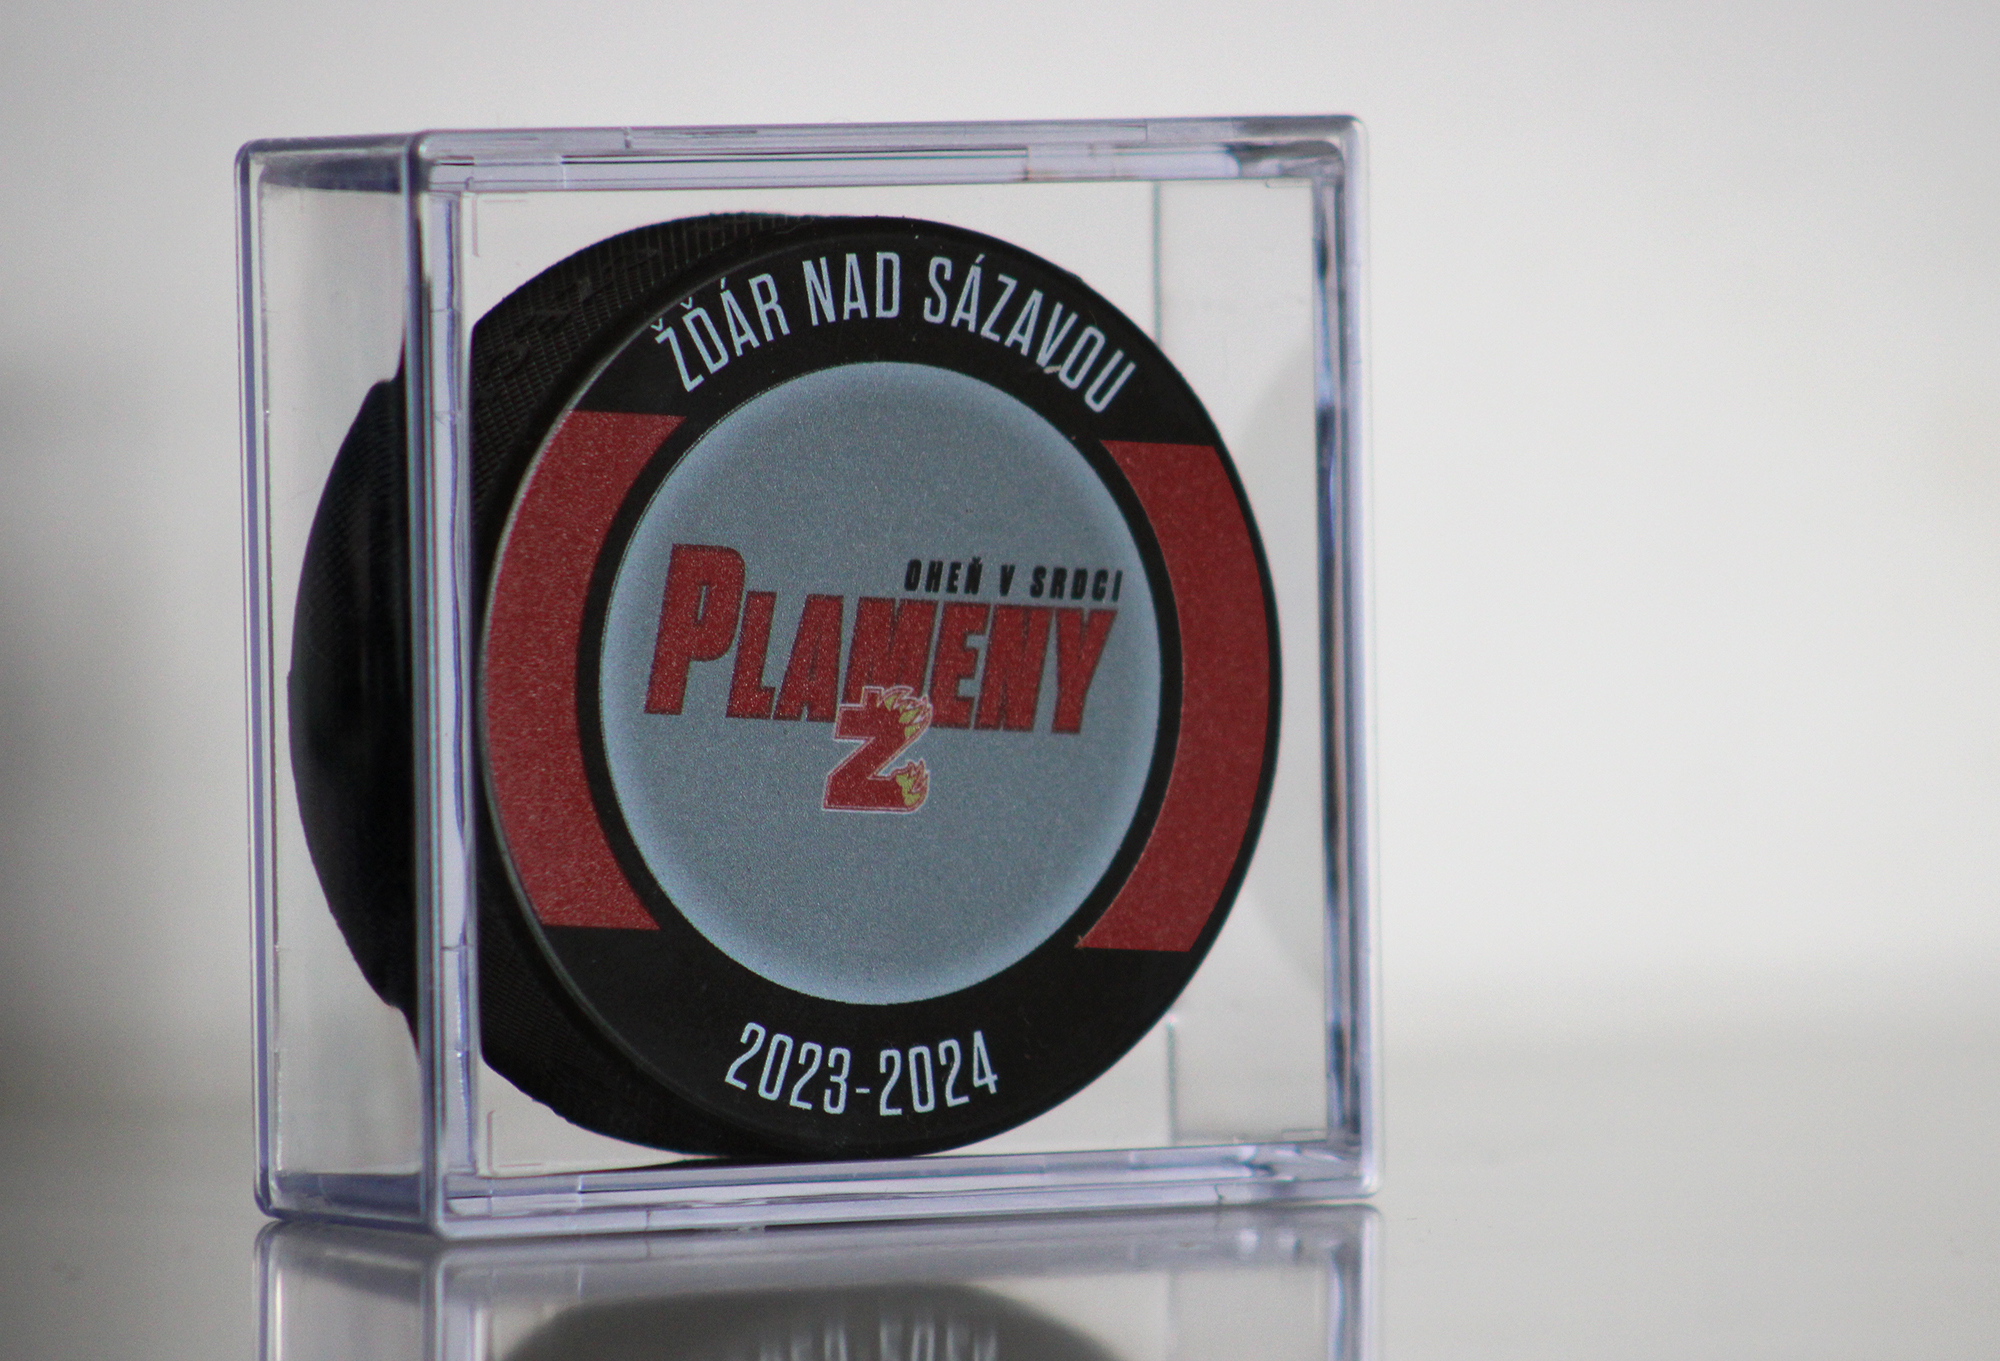 ŽĎÁR NAD SÁZAVOU
OHEŇ V SRDCI
PLAMENY
Ž
2023-2024